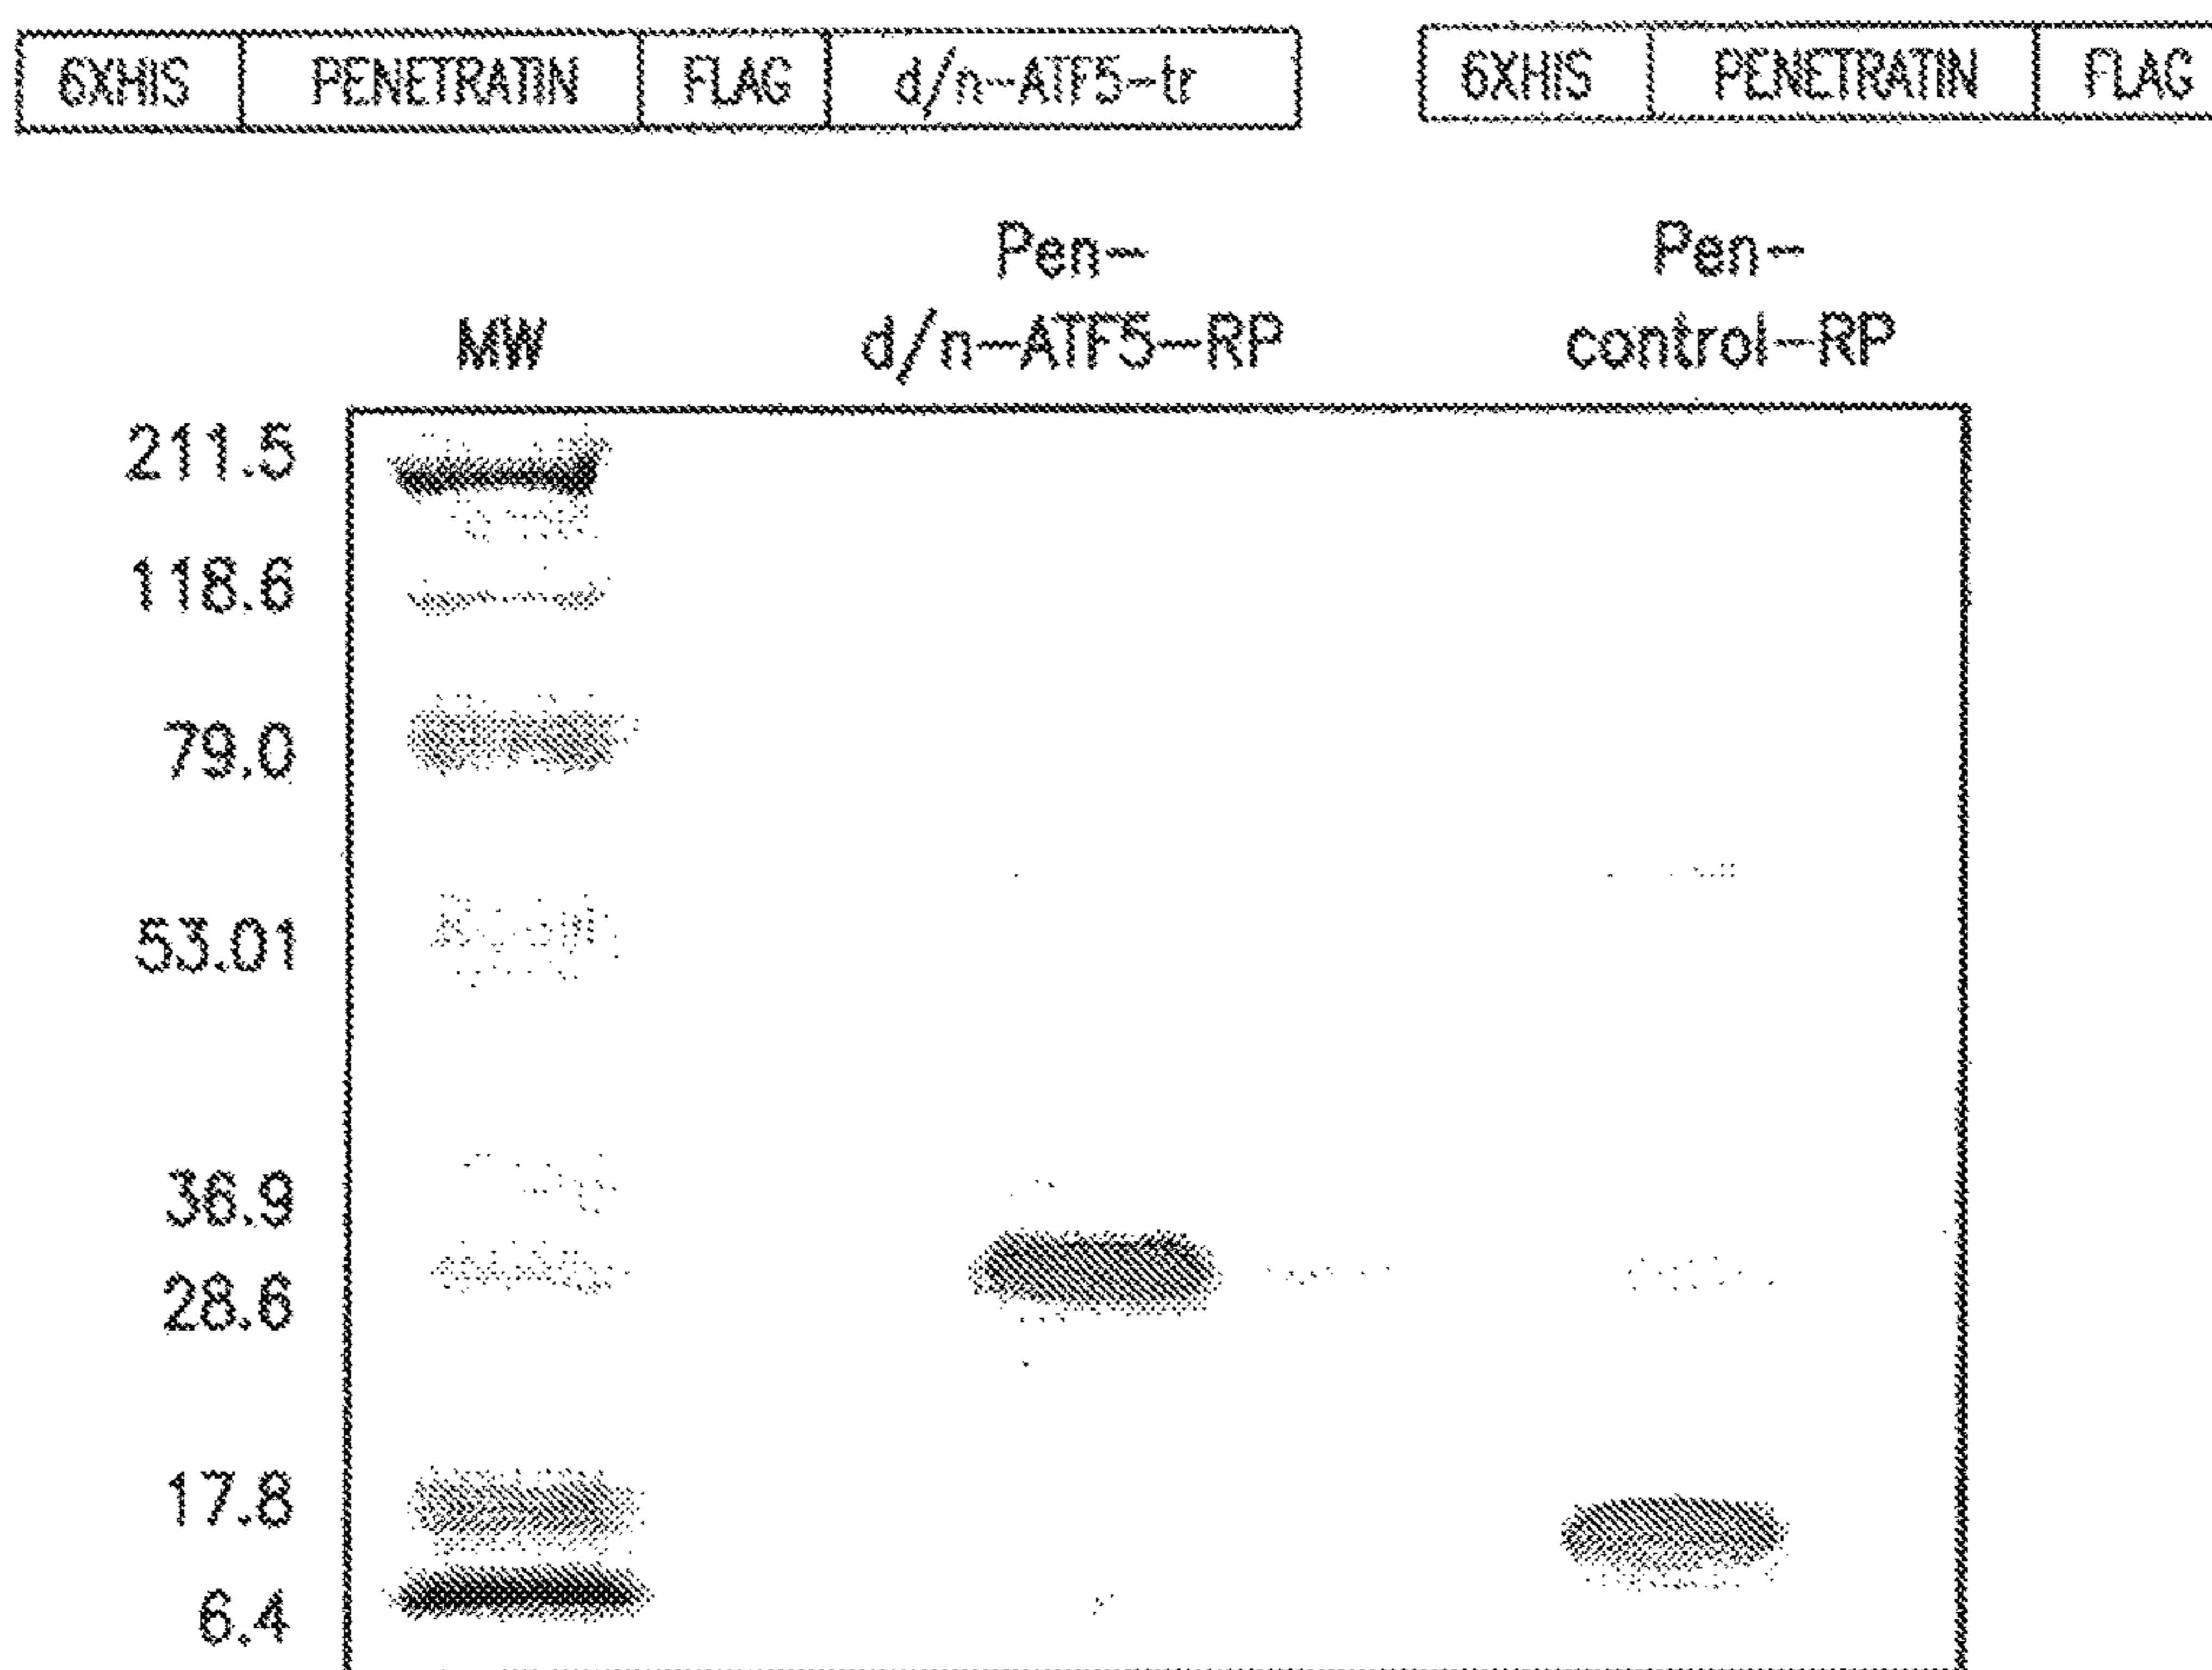 6XHIS PENETRATIN FLAG d/n-ATF5-tr 6XHIS PENETRATIN FLAG
Pen- Pen-
MW d/n-ATF5-RP control-RP
211.5
118.6
79.0
53.01
36.9
28.6
17.8
6.4